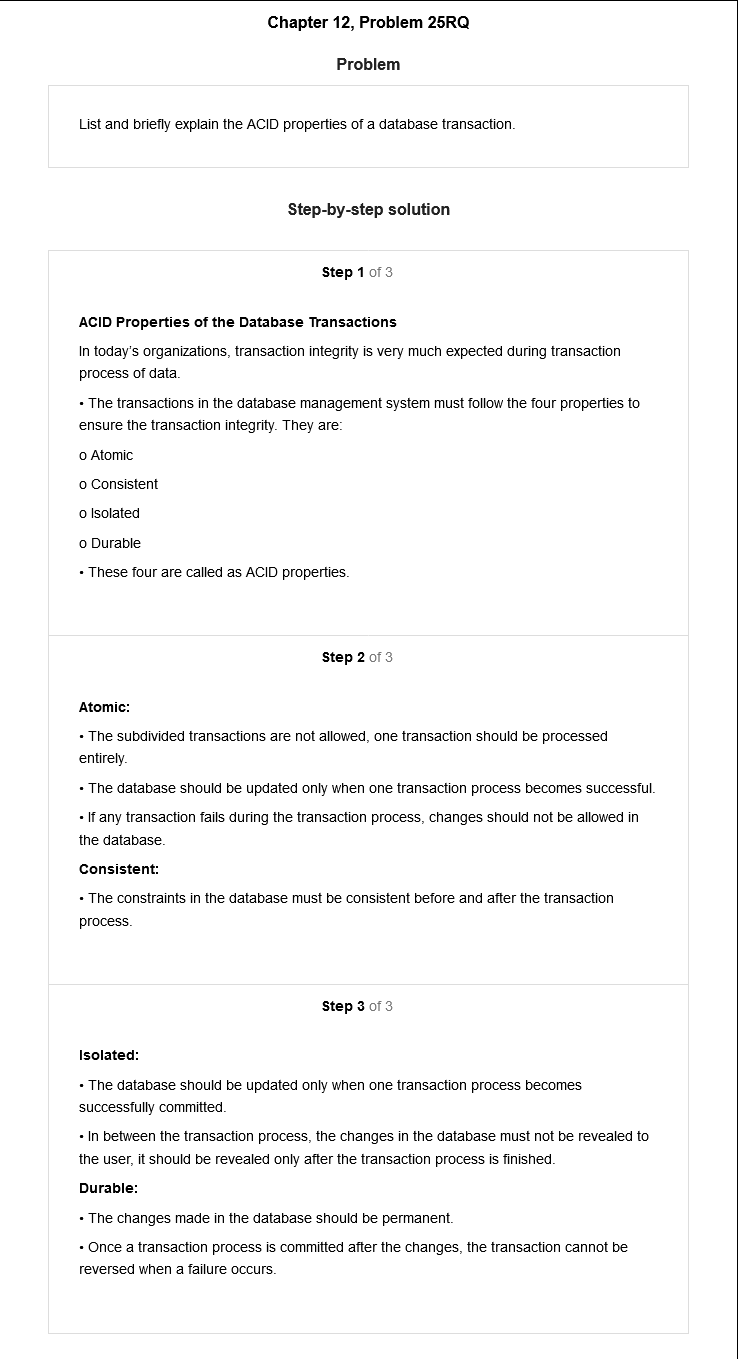 Chapter 12, Problem 25RQ
Problem
List and briefly explain the ACID properties of a database transaction.
Step-by-step solution
Step 1 of 3
ACID Properties of the Database Transactions
In today's organizations, transaction integrity is very much expected during transaction
process of data.
• The transactions in the database management system must follow the four properties to
ensure the transaction integrity. They are:
o Atomic
o Consistent
o Isolated
o Durable
• These four are called as ACID properties.
Step 2 of 3
Atomic:
• The subdivided transactions are not allowed, one transaction should be processed
entirely.
• The database should be updated only when one transaction process becomes successful.
• If any transaction fails during the transaction process, changes should not be allowed in
the database.
Consistent:
• The constraints in the database must be consistent before and after the transaction
process.
Step 3 of 3
Isolated:
• The database should be updated only when one transaction process becomes
successfully committed.
• In between the transaction process, the changes in the database must not be revealed to
the user, it should be revealed only after the transaction process is finished.
Durable:
• The changes made in the database should be permanent.
• Once a transaction process is committed after the changes, the transaction cannot be
reversed when a failure occurs.